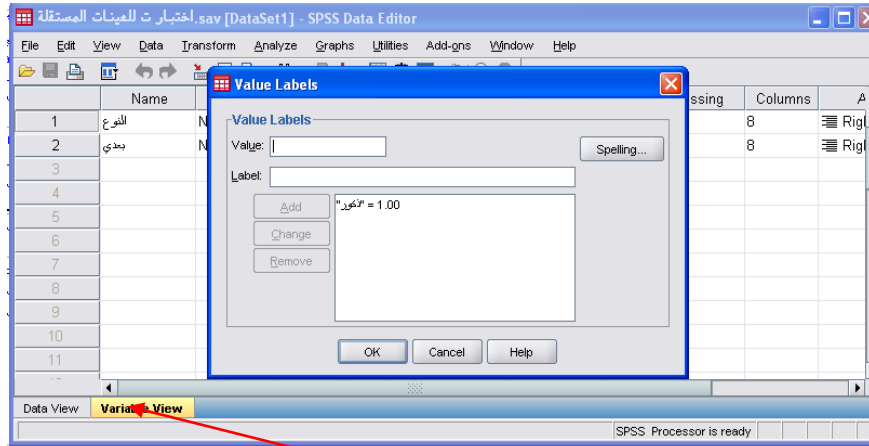 اختبار ت للعينات المستقلة.sav [DataSet1] - SPSS Data Editor
File Edit View Data Transform Analyze Graphs Utilities Add-ons Window Help
Value Labels
Name ssing Columns
1 النوع N 8 Righ
2 بعدي N 8 Righ
3
4
5
6
7
8
9
10
11
Value Labels
Value:
Spelling...
Label:
Add
Change
Remove
1.00 = "ذكور"
OK Cancel Help
Data View Variable View
SPSS Processor is ready